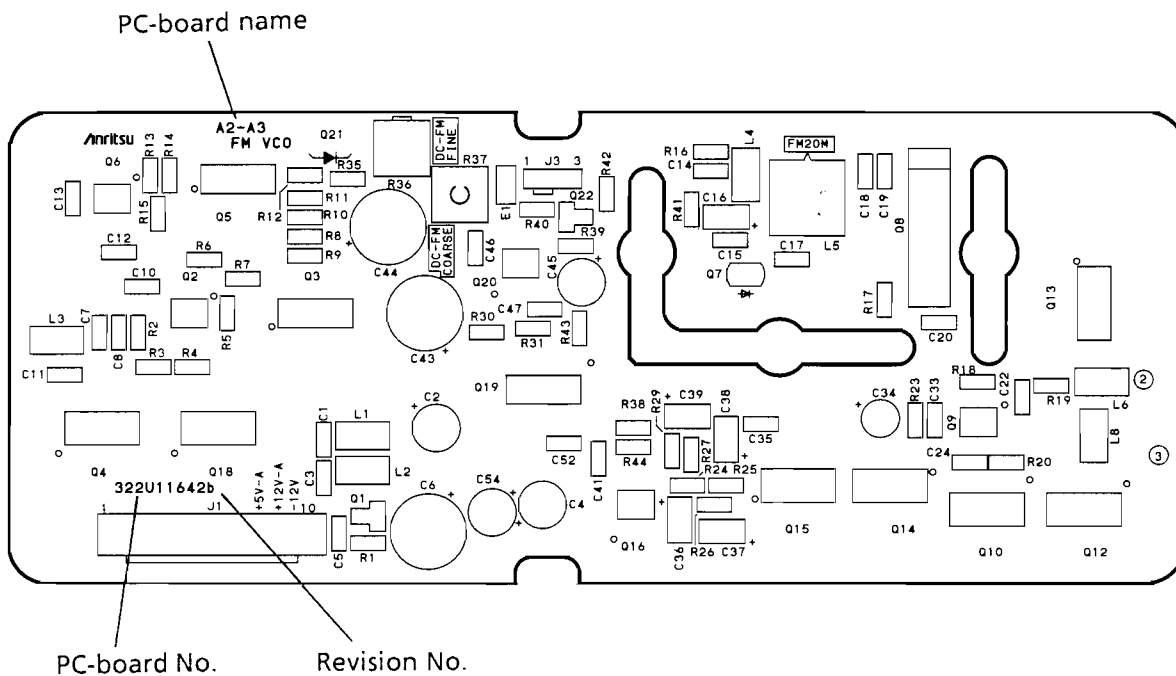 PC-board name
Anritsu
A2-A3
FM VCO
Q21
DC-FM
FINE
R13
R14
Q6
R35
R36
R37
1 J3 3
R42
R16
C14
L4
FM20M
C13
R15
Q5
R12
R11
R10
R8
R9
E1
Q22
R40
R39
R41
C16
C15
L5
C18
C19
Q8
C12
R6
R7
C10
Q2
Q3
C44
DC-FM
COARSE
C46
Q20
C45
Q7
C17
R17
Q13
L3
C7
C8
R2
R5
C43
R30
C47
R31
R43
C20
C11
R3
R4
Q19
R18
C22
R19
L6
2
C1
L1
C2
R38
R29
C39
C38
C35
C34
R23
C33
Q9
L8
Q4
Q18
C3
L2
C52
C41
R44
R27
R24
R25
C24
R20
3
322U11642b
+5V-A
+12V-A
-12V
1
J1
10
Q1
C6
C54
C4
C5
R1
Q16
C36
R26
C37
Q15
Q14
Q10
Q12
PC-board No.
Revision No.